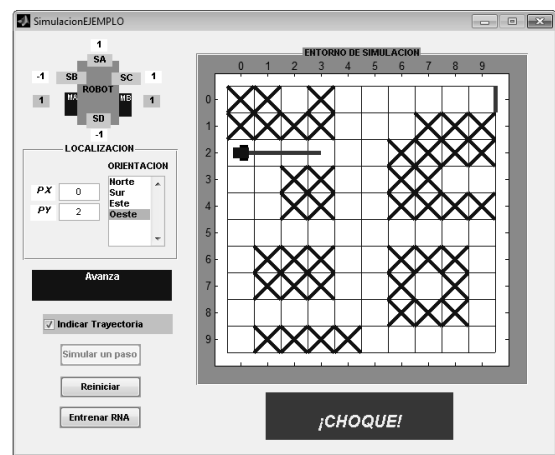 SimulacionEJEMPLO
1
SA
-1 SB SC 1
ROBOT
1 MA MB 1
SD
-1
LOCALIZACION
ORIENTACION
PX 0
PY 2
Norte
Sur
Este
Oeste
Avanza
Indicar Trayectoria
Simular un paso
Reiniciar
Entrenar RNA
ENTORNO DE SIMULACION
0 1 2 3 4 5 6 7 8 9
0
1
2
3
4
5
6
7
8
9
¡CHOQUE!